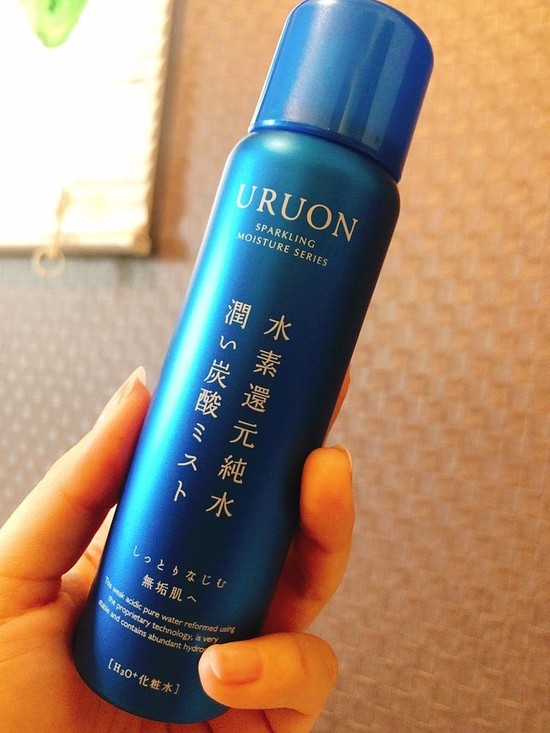 URUON
SPARKLING
MOISTURE SERIES
水素還元純水
潤い炭酸ミスト
しっとりなじむ
無垢肌へ
The weak acidic pure water reformed using
the proprietary technology, is very
stable and contains abundant
[H3O⁺化粧水]